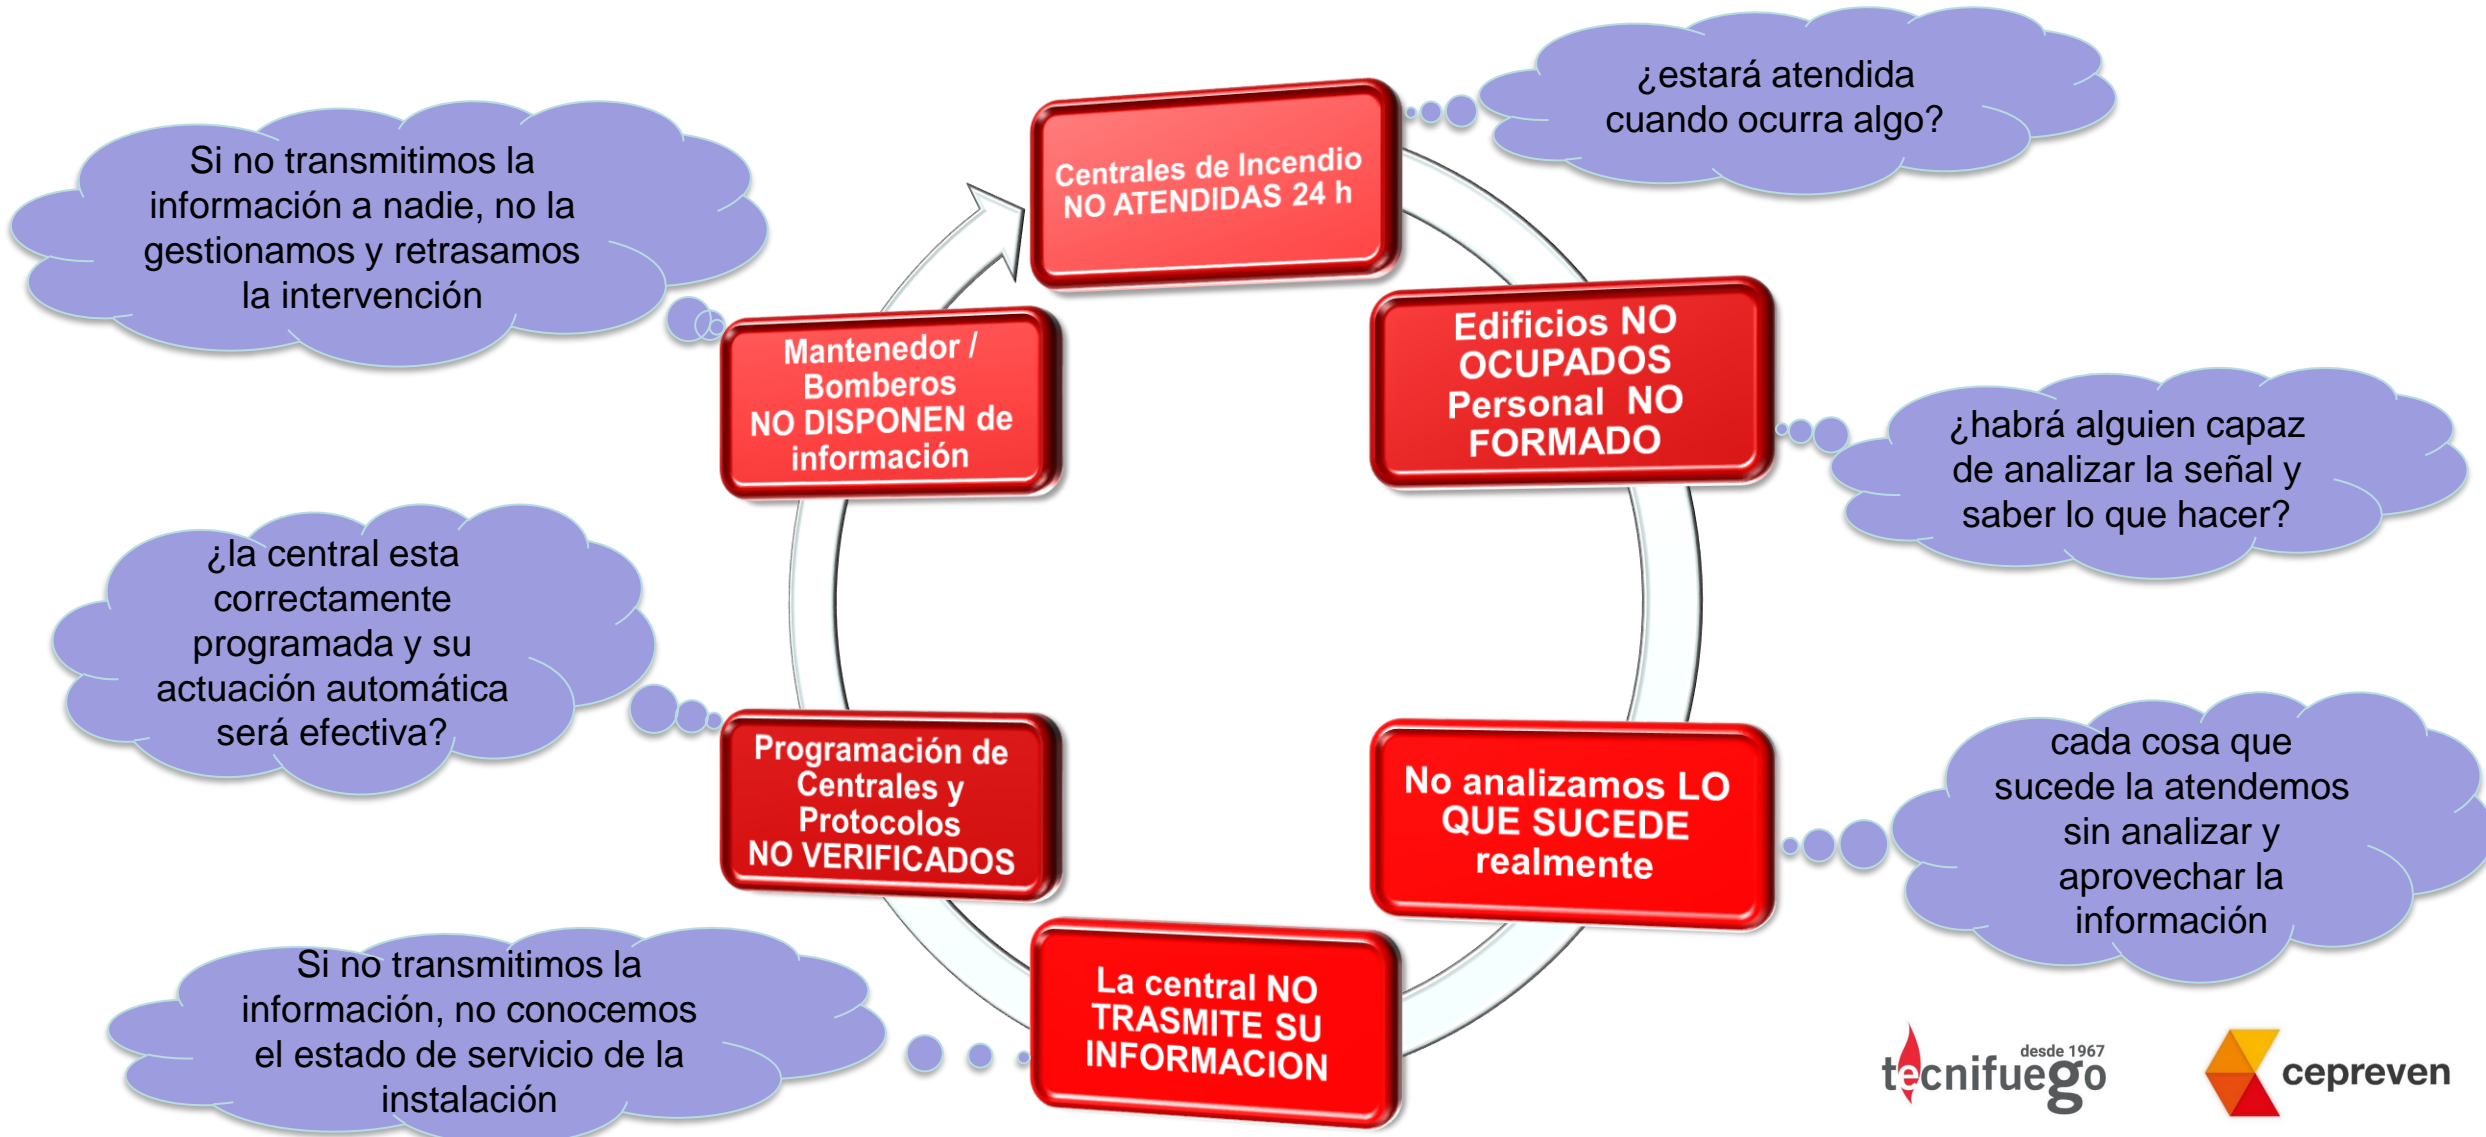 Centrales de Incendio
NO ATENDIDAS 24 h
¿estará atendida
cuando ocurra algo?
Edificios NO
OCUPADOS
Personal NO
FORMADO
¿habrá alguien capaz
de analizar la señal y
saber lo que hacer?
No analizamos LO
QUE SUCEDE
realmente
cada cosa que
sucede la atendemos
sin analizar y
aprovechar la
información
La central NO
TRASMITE SU
INFORMACION
Si no transmitimos la
información, no conocemos
el estado de servicio de la
instalación
Programación de
Centrales y
Protocolos
NO VERIFICADOS
¿la central esta
correctamente
programada y su
actuación automática
será efectiva?
Mantenedor /
Bomberos
NO DISPONEN de
información
Si no transmitimos la
información a nadie, no la
gestionamos y retrasamos
la intervención
desde 1967
tecnifuego
cepreven